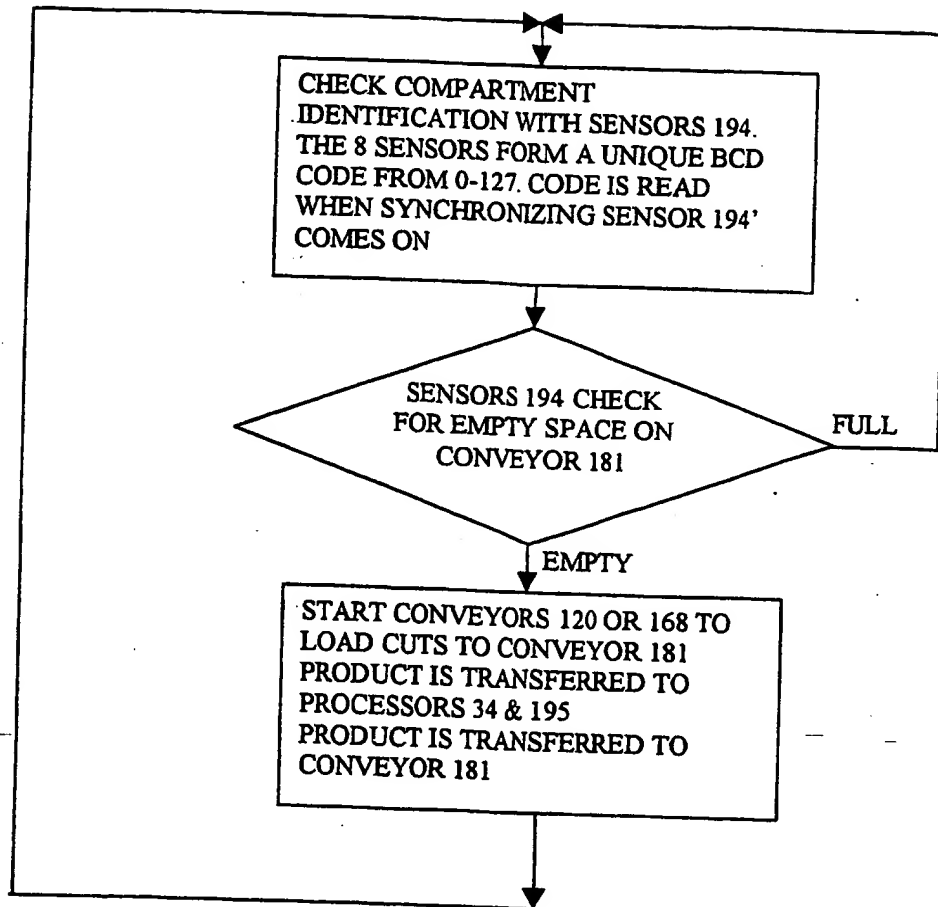 CHECK COMPARTMENT
IDENTIFICATION WITH SENSORS 194.
THE 8 SENSORS FORM A UNIQUE BCD
CODE FROM 0-127. CODE IS READ
WHEN SYNCHRONIZING SENSOR 194'
COMES ON
SENSORS 194 CHECK
FOR EMPTY SPACE ON
CONVEYOR 181
FULL
EMPTY
START CONVEYORS 120 OR 168 TO
LOAD CUTS TO CONVEYOR 181
PRODUCT IS TRANSFERRED TO
PROCESSORS 34 & 195
PRODUCT IS TRANSFERRED TO
CONVEYOR 181